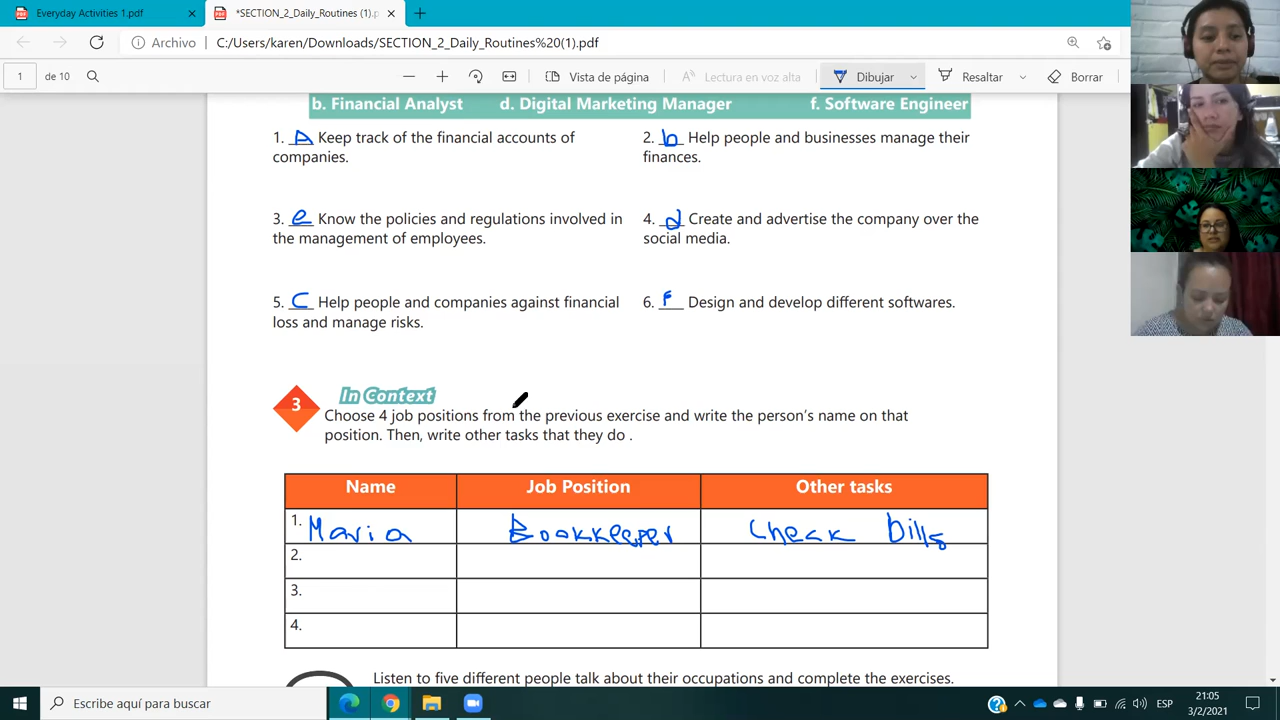 Everyday Activities 1.pdf
*SECTION_2_Daily_Routines (1).p
Archivo
C:/Users/karen/Downloads/SECTION_2_Daily_Routines%20(1).pdf
1 de 10
Vista de página
Lectura en voz alta
Dibujar
Resaltar
Borrar
b. Financial Analyst d. Digital Marketing Manager f. Software Engineer
1. A Keep track of the financial accounts of
companies.
2. b Help people and businesses manage their
finances.
3. e Know the policies and regulations involved in
the management of employees.
4. d Create and advertise the company over the
social media.
5. C Help people and companies against financial
loss and manage risks.
6. F Design and develop different softwares.
3
In Context
Choose 4 job positions from the previous exercise and write the person's name on that
position. Then, write other tasks that they do .
Name Job Position Other tasks
1. Maria Bookkeeper Check bills
2.
3.
4.
Listen to five different people talk about their occupations and complete the exercises.
Escribe aquí para buscar
ESP
21:05
3/2/2021